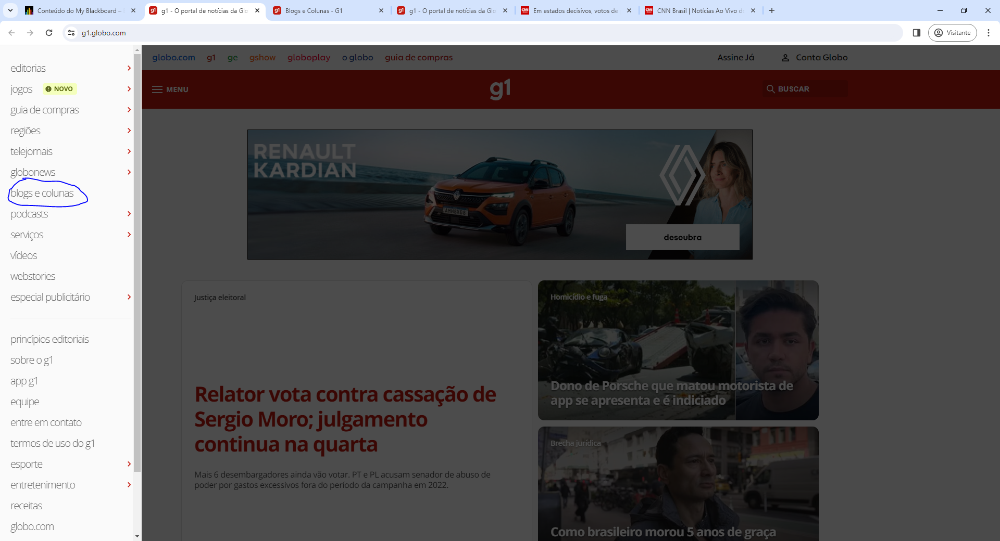 Conteúdo do My Blackboard –
g1 - O portal de notícias da Glo
Blogs e Colunas - G1
g1 - O portal de notícias da Glo
Em estados decisivos, votos de
CNN Brasil | Notícias Ao Vivo d
g1.globo.com
Visitante
editorias
jogos NOVO
guia de compras
regiões
telejornais
globonews
blogs e colunas
podcasts
serviços
vídeos
webstories
especial publicitário
princípios editoriais
sobre o g1
app g1
equipe
entre em contato
termos de uso do g1
esporte
entretenimento
receitas
globo.com
globo.com g1 ge gshow globoplay o globo guia de compras Assine Já Conta Globo
MENU g1 BUSCAR
RENAULT
KARDIAN
descubra
Justiça eleitoral
Relator vota contra cassação de
Sergio Moro; julgamento
continua na quarta
Mais 6 desembargadores ainda vão votar. PT e PL acusam senador de abuso de
poder por gastos excessivos fora do período da campanha em 2022.
Homicídio e fuga
Dono de Porsche que matou motorista de
app se apresenta e é indiciado
Brecha jurídica
Como brasileiro morou 5 anos de graça